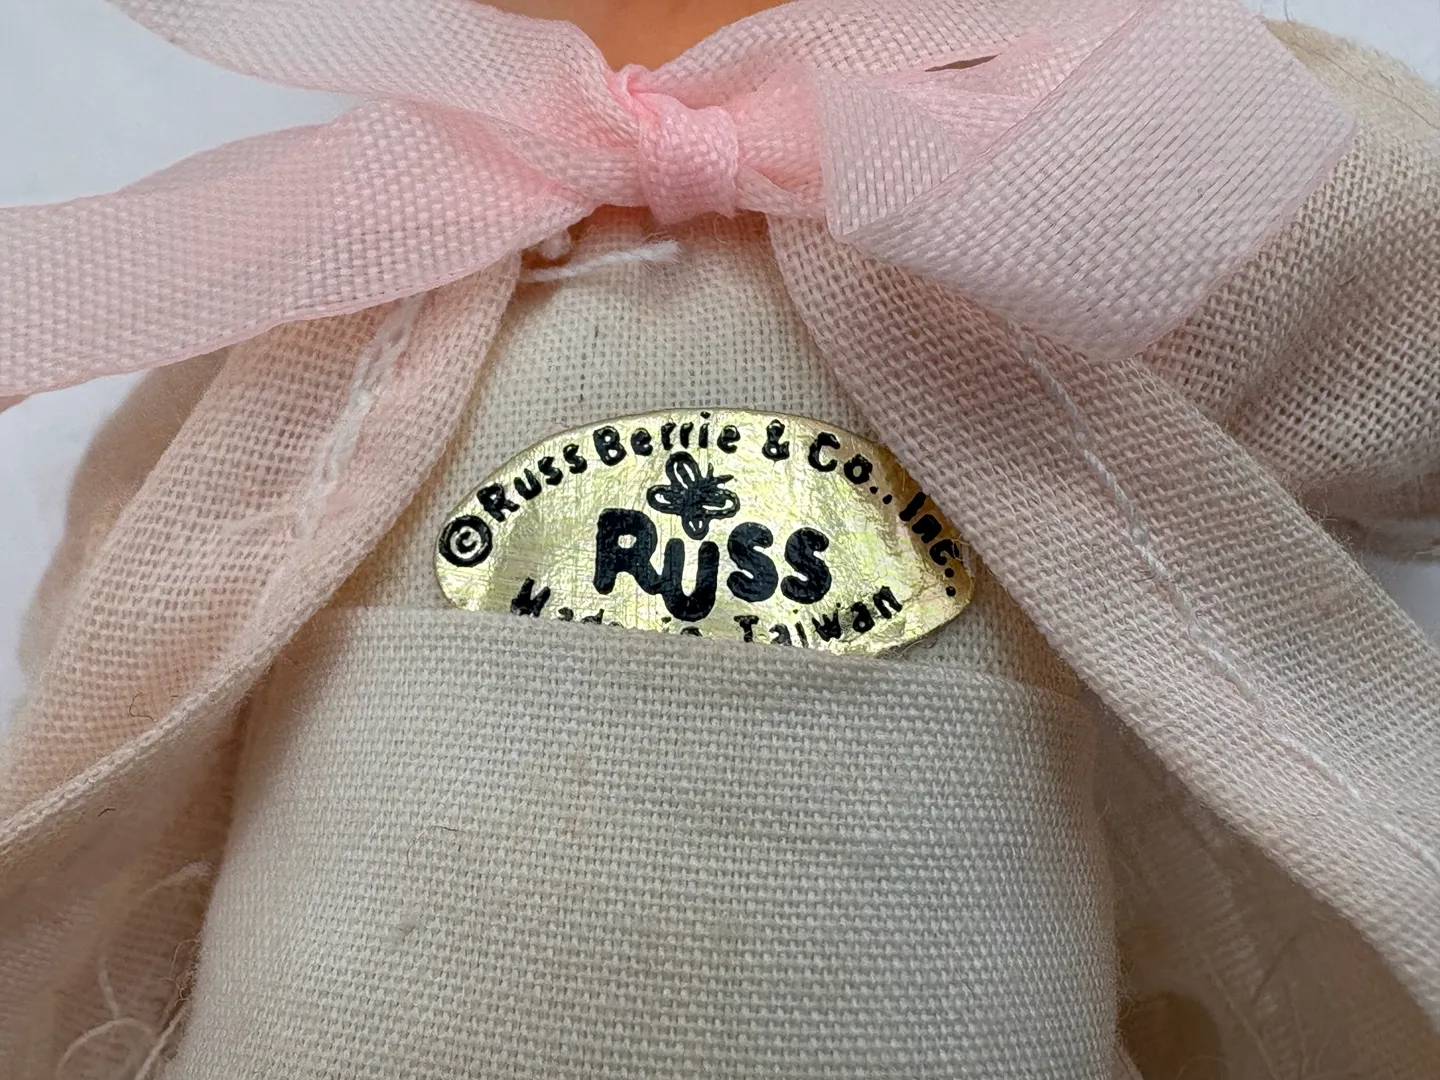 © Russ Berrie & Co., Inc.
RUSS
Made in Taiwan